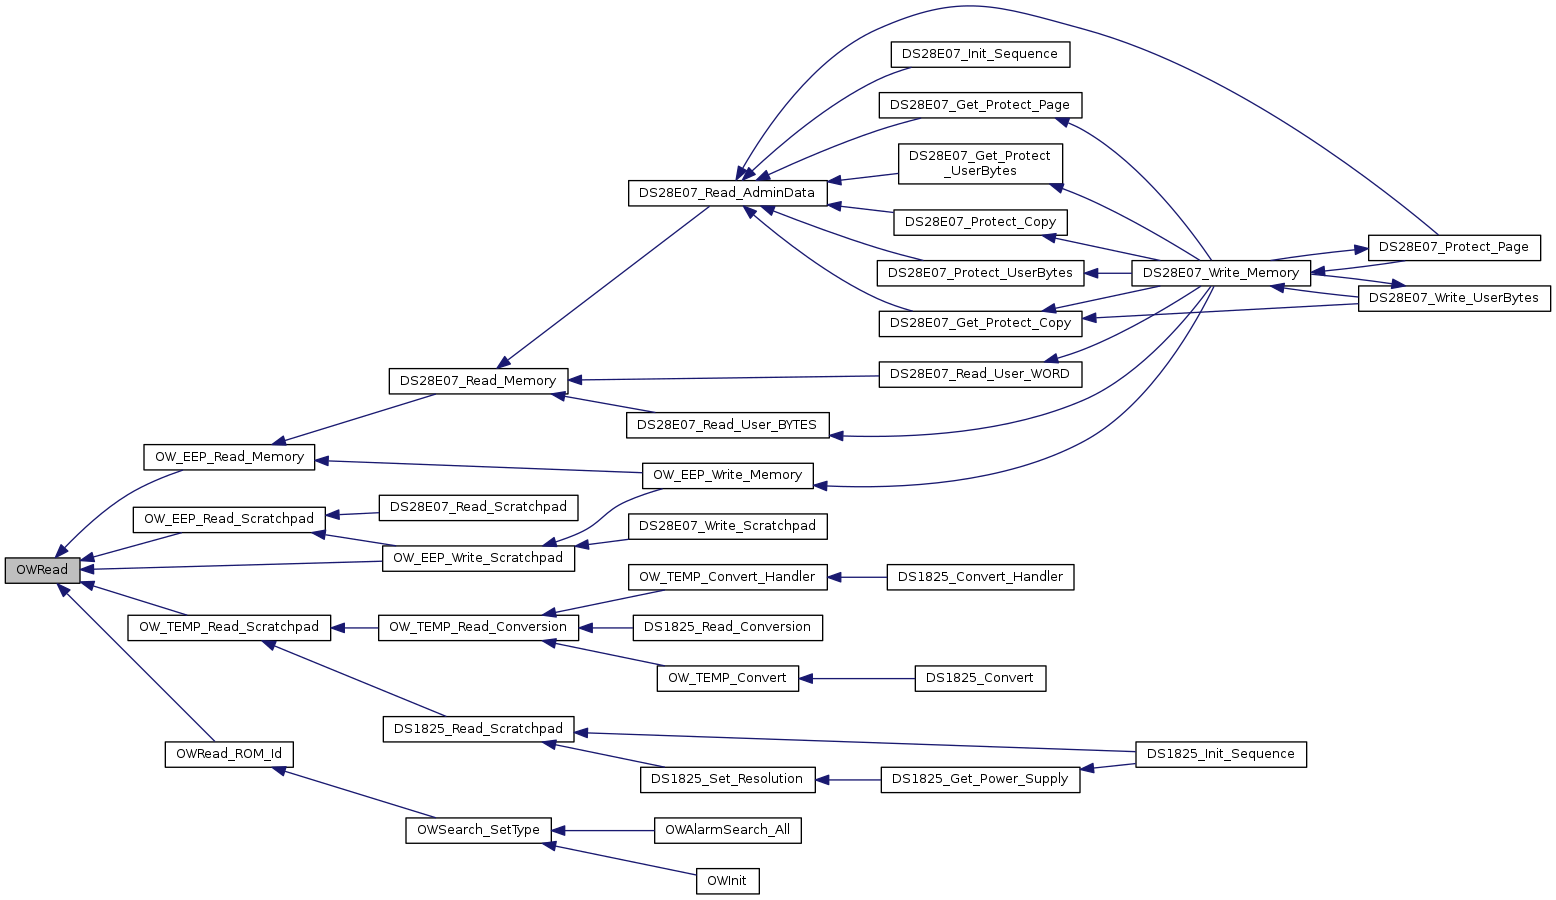 DS28E07_Init_Sequence
DS28E07_Get_Protect_Page
DS28E07_Get_Protect
_UserBytes
DS28E07_Read_AdminData
DS28E07_Protect_Copy
DS28E07_Protect_Page
DS28E07_Protect_UserBytes
DS28E07_Write_Memory
DS28E07_Write_UserBytes
DS28E07_Get_Protect_Copy
DS28E07_Read_Memory
DS28E07_Read_User_WORD
DS28E07_Read_User_BYTES
OW_EEP_Read_Memory
OW_EEP_Write_Memory
DS28E07_Read_Scratchpad
OW_EEP_Read_Scratchpad
DS28E07_Write_Scratchpad
OW_EEP_Write_Scratchpad
OWRead
OW_TEMP_Convert_Handler
DS1825_Convert_Handler
OW_TEMP_Read_Scratchpad
OW_TEMP_Read_Conversion
DS1825_Read_Conversion
OW_TEMP_Convert
DS1825_Convert
DS1825_Read_Scratchpad
OWRead_ROM_Id
DS1825_Init_Sequence
DS1825_Set_Resolution
DS1825_Get_Power_Supply
OWSearch_SetType
OWAlarmSearch_All
OWInit